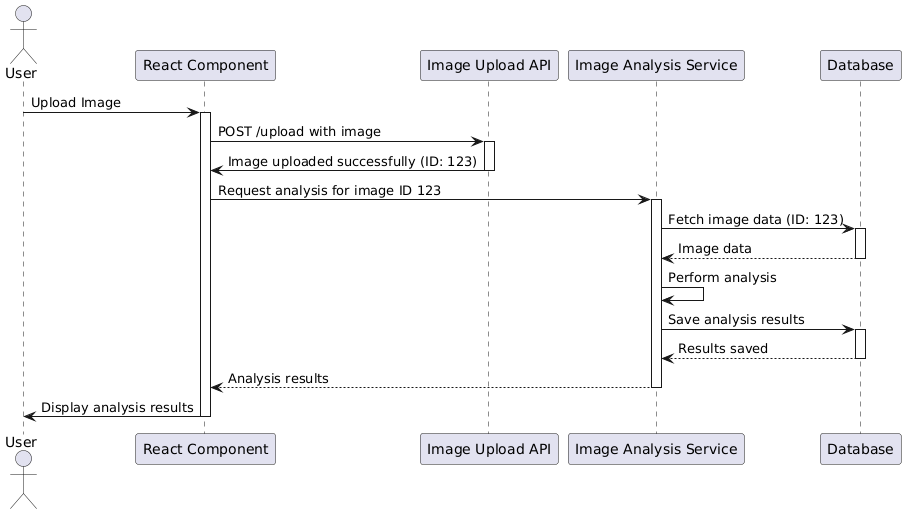 User
React Component
Image Upload API
Image Analysis Service
Database
Upload Image
POST /upload with image
Image uploaded successfully (ID: 123)
Request analysis for image ID 123
Fetch image data (ID: 123)
Image data
Perform analysis
Save analysis results
Results saved
Analysis results
Display analysis results
User
React Component
Image Upload API
Image Analysis Service
Database